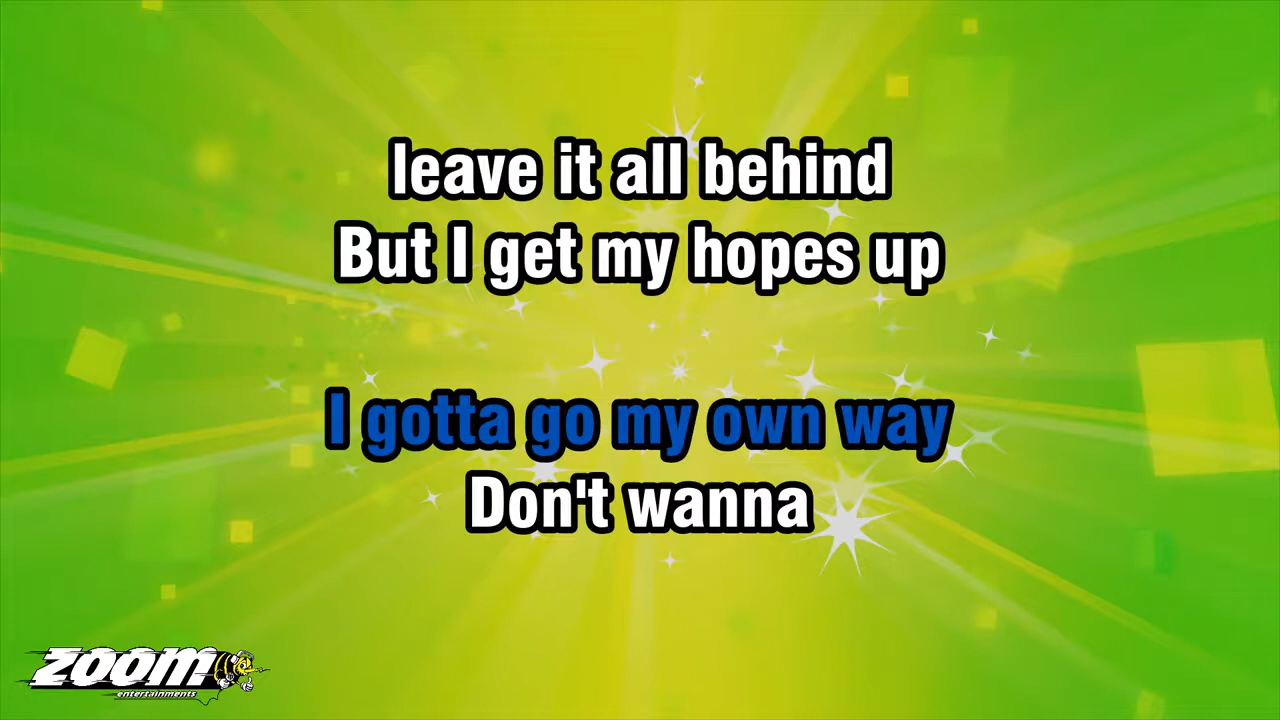 leave it all behind
But I get my hopes up
I gotta go my own way
Don't wanna
zoom
entertainments